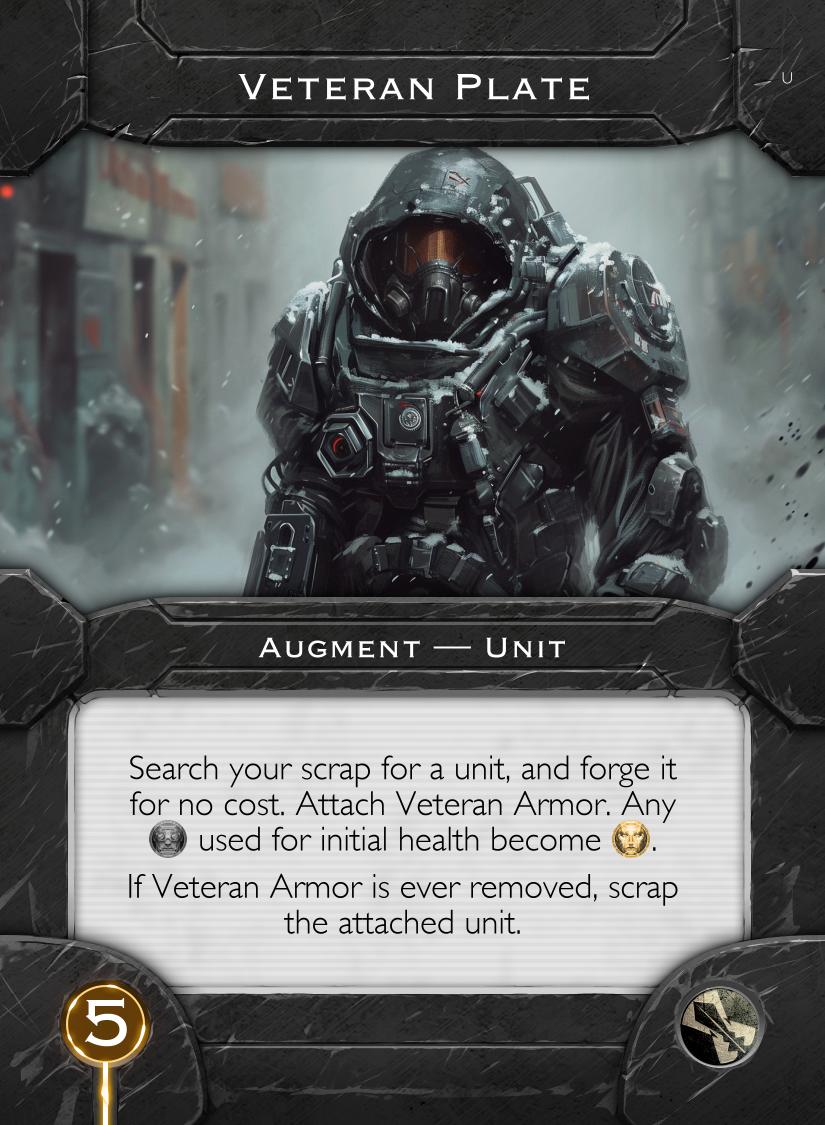 Veteran Plate
U
Augment — Unit
Search your scrap for a unit, and forge it
for no cost. Attach Veteran Armor. Any
used for initial health become .
If Veteran Armor is ever removed, scrap
the attached unit.
5